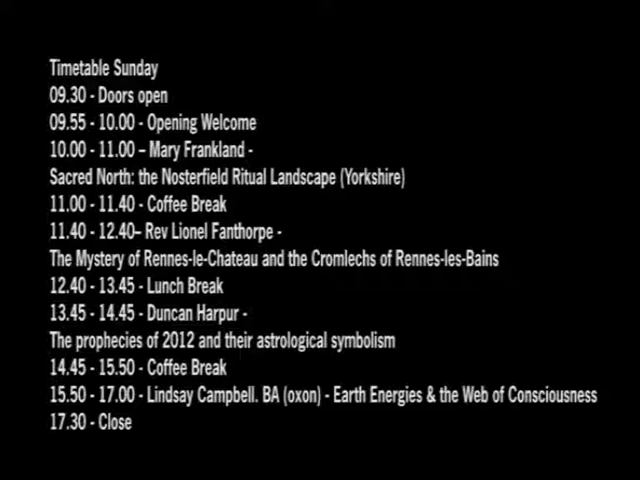 Timetable Sunday
09.30 - Doors open
09.55 - 10.00 - Opening Welcome
10.00 - 11.00 – Mary Frankland -
Sacred North: the Nosterfield Ritual Landscape (Yorkshire)
11.00 - 11.40 - Coffee Break
11.40 - 12.40– Rev Lionel Fanthorpe -
The Mystery of Rennes-le-Chateau and the Cromlechs of Rennes-les-Bains
12.40 - 13.45 - Lunch Break
13.45 - 14.45 - Duncan Harpur -
The prophecies of 2012 and their astrological symbolism
14.45 - 15.50 - Coffee Break
15.50 - 17.00 - Lindsay Campbell. BA (oxon) - Earth Energies & the Web of Consciousness
17.30 - Close